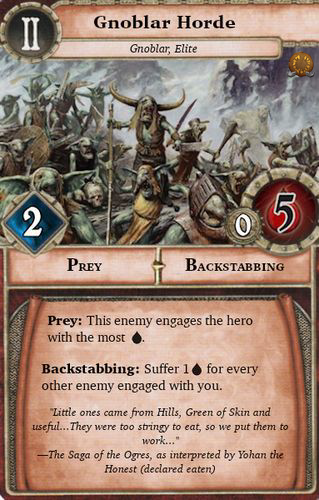 II
Gnoblar Horde
Gnoblar, Elite
2
0
5
Prey
Backstabbing
Prey: This enemy engages the hero
with the most .
Backstabbing: Suffer 1 for every
other enemy engaged with you.
"Little ones came from Hills, Green of Skin and
useful...They were too stringy to eat, so we put them to
work..."
—The Saga of the Ogres, as interpreted by Yohan the
Honest (declared eaten)